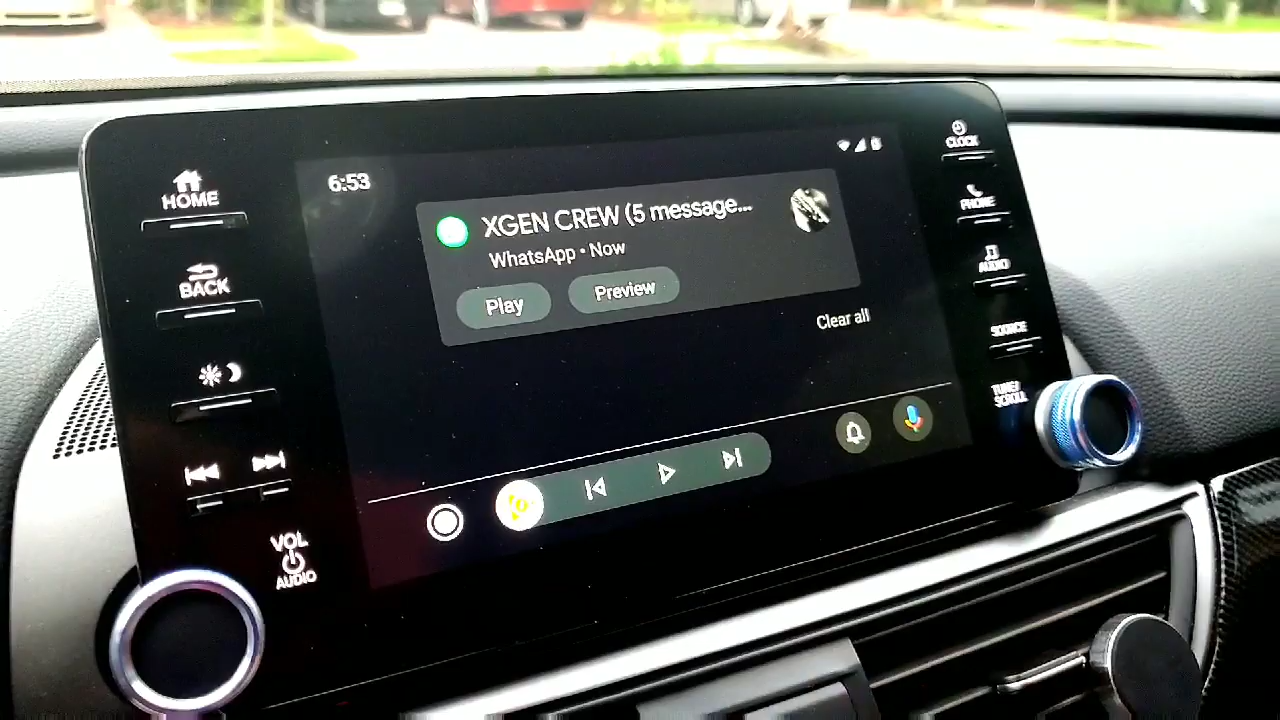 HOME
BACK
VOL
AUDIO
6:53
XGEN CREW (5 message...
WhatsApp • Now
Play
Preview
Clear all
CLOCK
PHONE
AUDIO
SOURCE
TUNE/
SCROLL